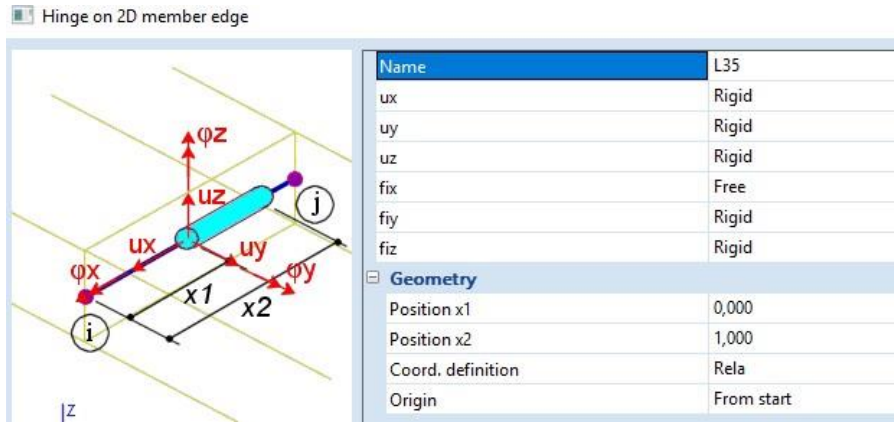 Hinge on 2D member edge
φz
uz
j
ux
uy
φx
φy
x1
x2
i
z
Name L35
ux Rigid
uy Rigid
uz Rigid
fix Free
fiy Rigid
fiz Rigid
Geometry
Position x1 0,000
Position x2 1,000
Coord. definition Rela
Origin From start